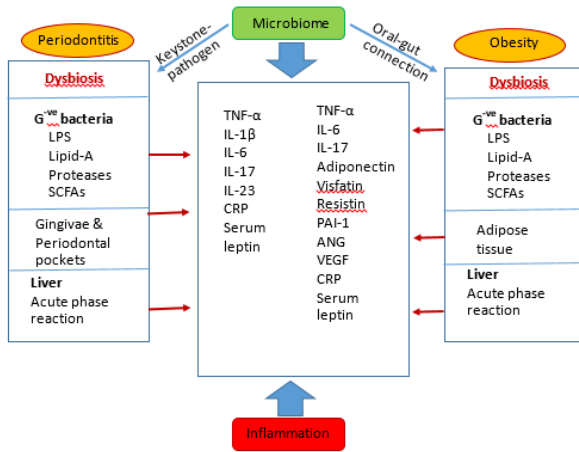 Microbiome
Periodontitis
Obesity
Keystone-
pathogen
Oral-gut
connection
Dysbiosis
G-ve bacteria
LPS
Lipid-A
Proteases
SCFAs
Gingivae &
Periodontal
pockets
Liver
Acute phase
reaction
TNF-α
IL-1β
IL-6
IL-17
IL-23
CRP
Serum
leptin
TNF-α
IL-6
IL-17
Adiponectin
Visfatin
Resistin
PAI-1
ANG
VEGF
CRP
Serum
leptin
Dysbiosis
G-ve bacteria
LPS
Lipid-A
Proteases
SCFAs
Adipose
tissue
Liver
Acute phase
reaction
Inflammation